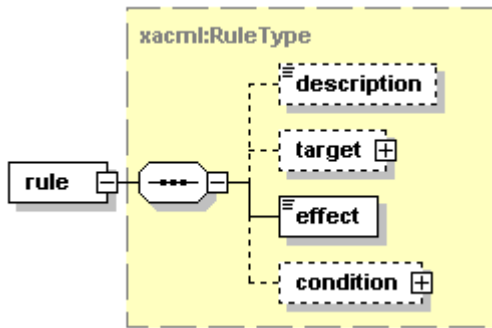 xacml:RuleType
description
target
rule
effect
condition